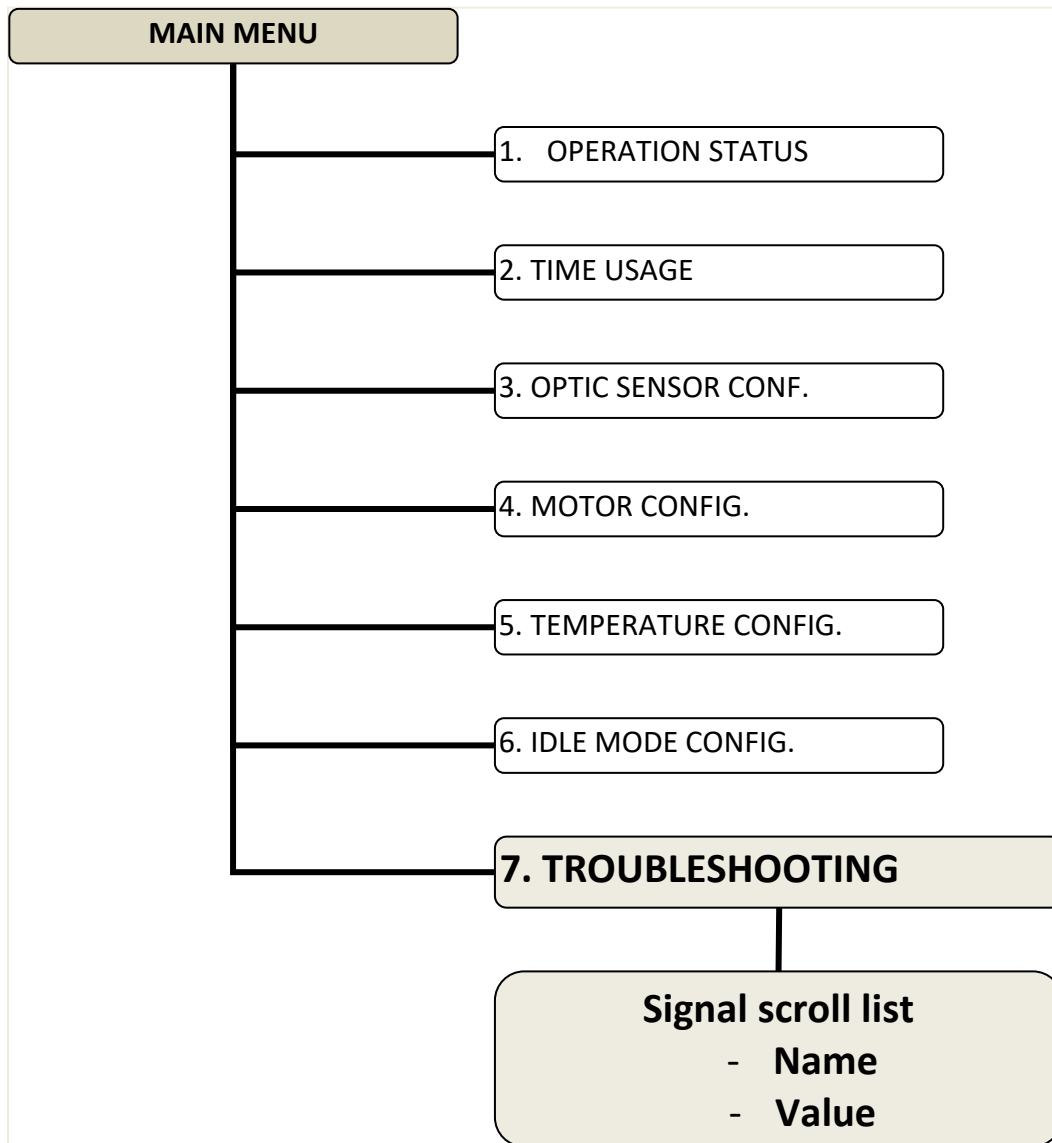 MAIN MENU
1. OPERATION STATUS
2. TIME USAGE
3. OPTIC SENSOR CONF.
4. MOTOR CONFIG.
5. TEMPERATURE CONFIG.
6. IDLE MODE CONFIG.
7. TROUBLESHOOTING
Signal scroll list
- Name
- Value